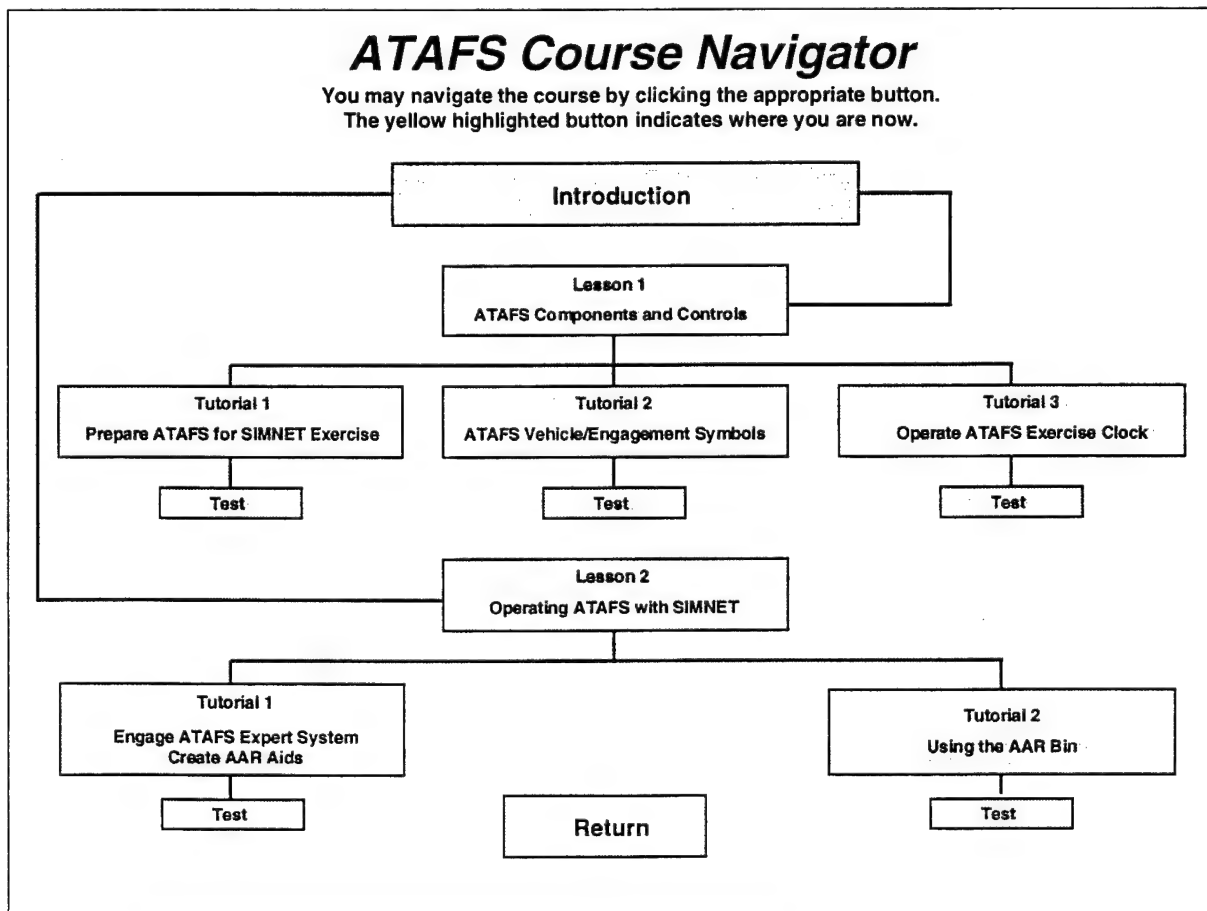 ATAFS Course Navigator
You may navigate the course by clicking the appropriate button.
The yellow highlighted button indicates where you are now.
Introduction
Lesson 1
ATAFS Components and Controls
Tutorial 1
Prepare ATAFS for SIMNET Exercise
Tutorial 2
ATAFS Vehicle/Engagement Symbols
Tutorial 3
Operate ATAFS Exercise Clock
Test
Test
Test
Lesson 2
Operating ATAFS with SIMNET
Tutorial 1
Engage ATAFS Expert System
Create AAR Aids
Tutorial 2
Using the AAR Bin
Test
Return
Test